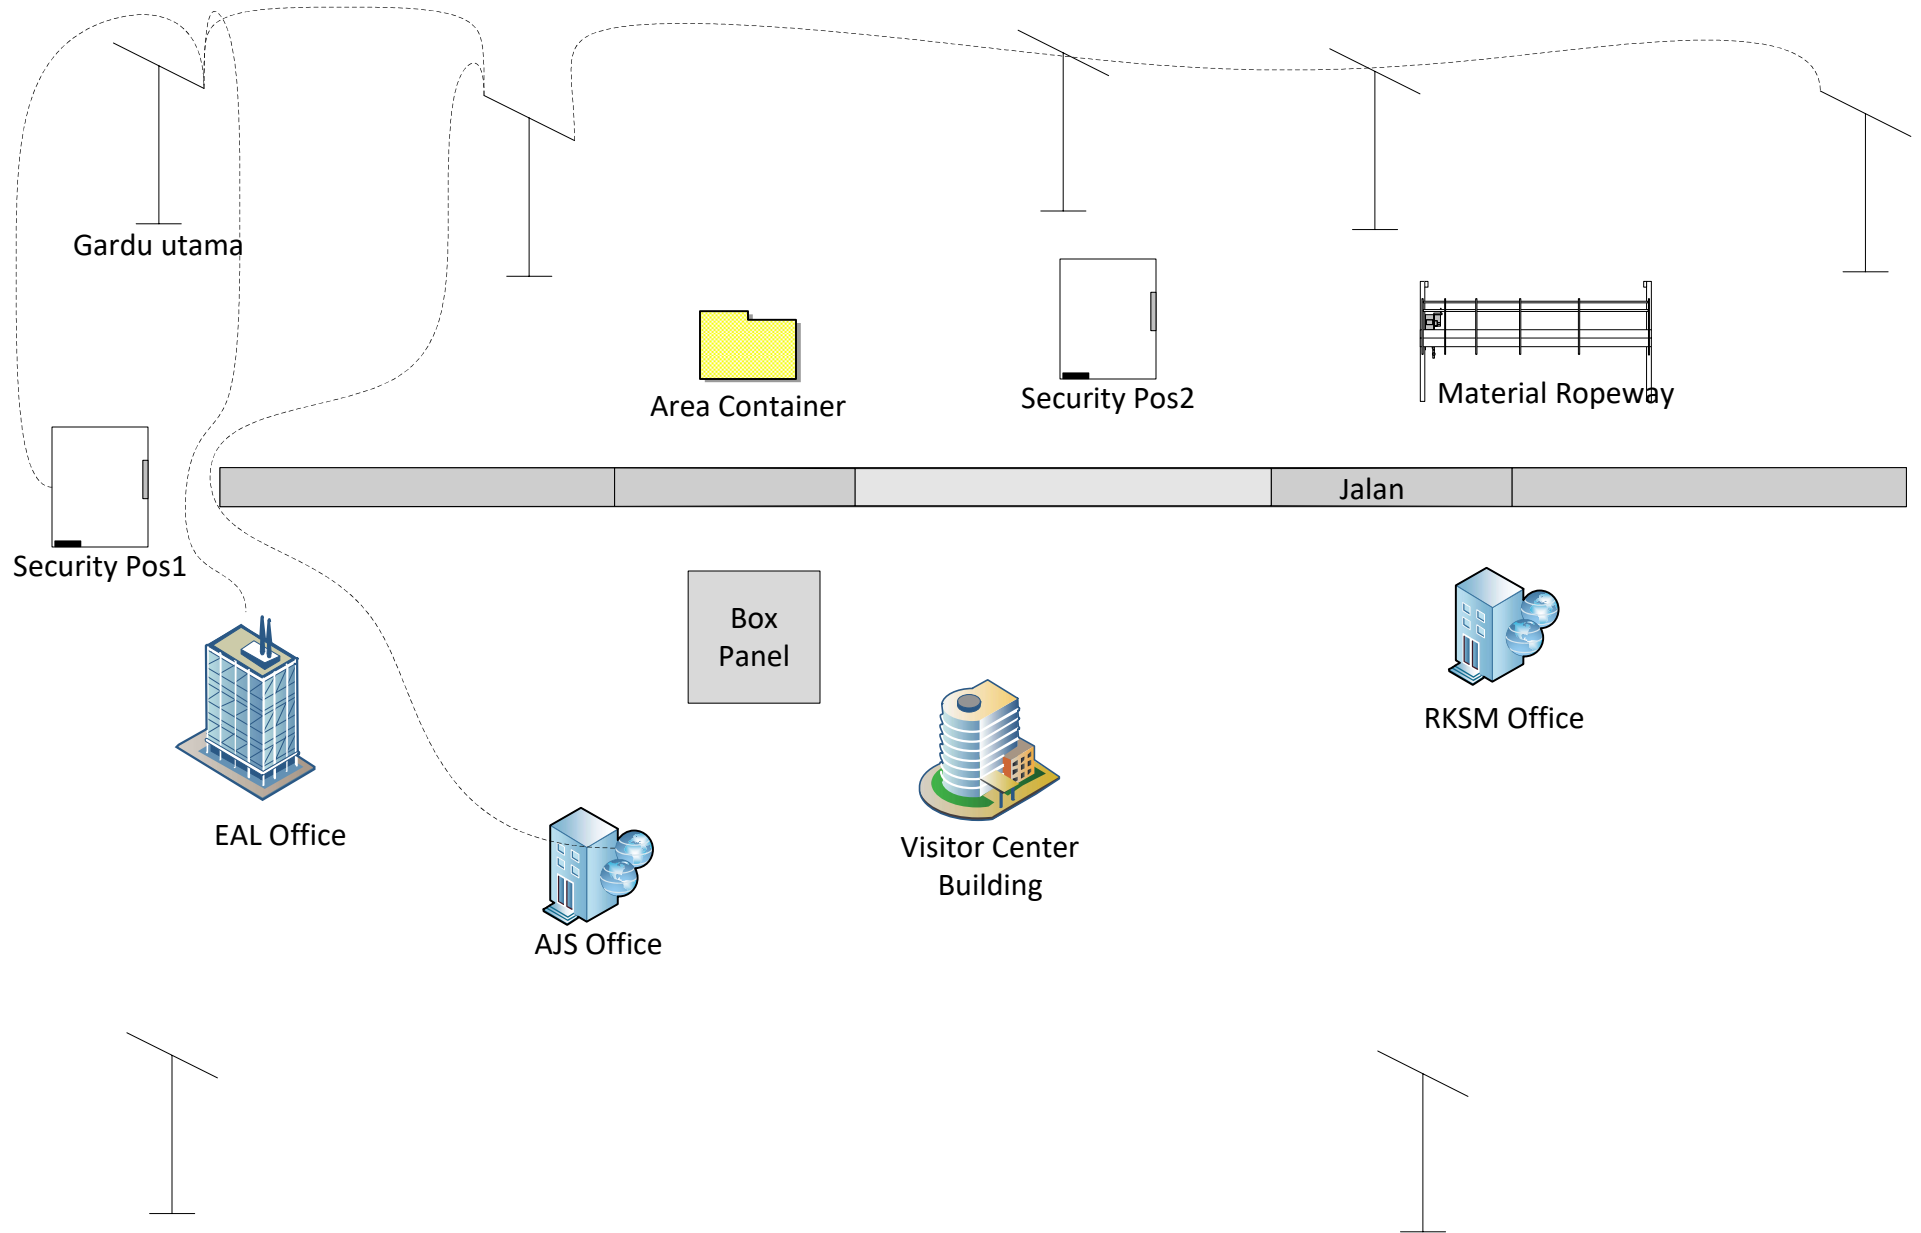 Gardu utama
Area Container
Security Pos2
Material Ropeway
Jalan
Security Pos1
Box
Panel
RKSM Office
EAL Office
Visitor Center
Building
AJS Office